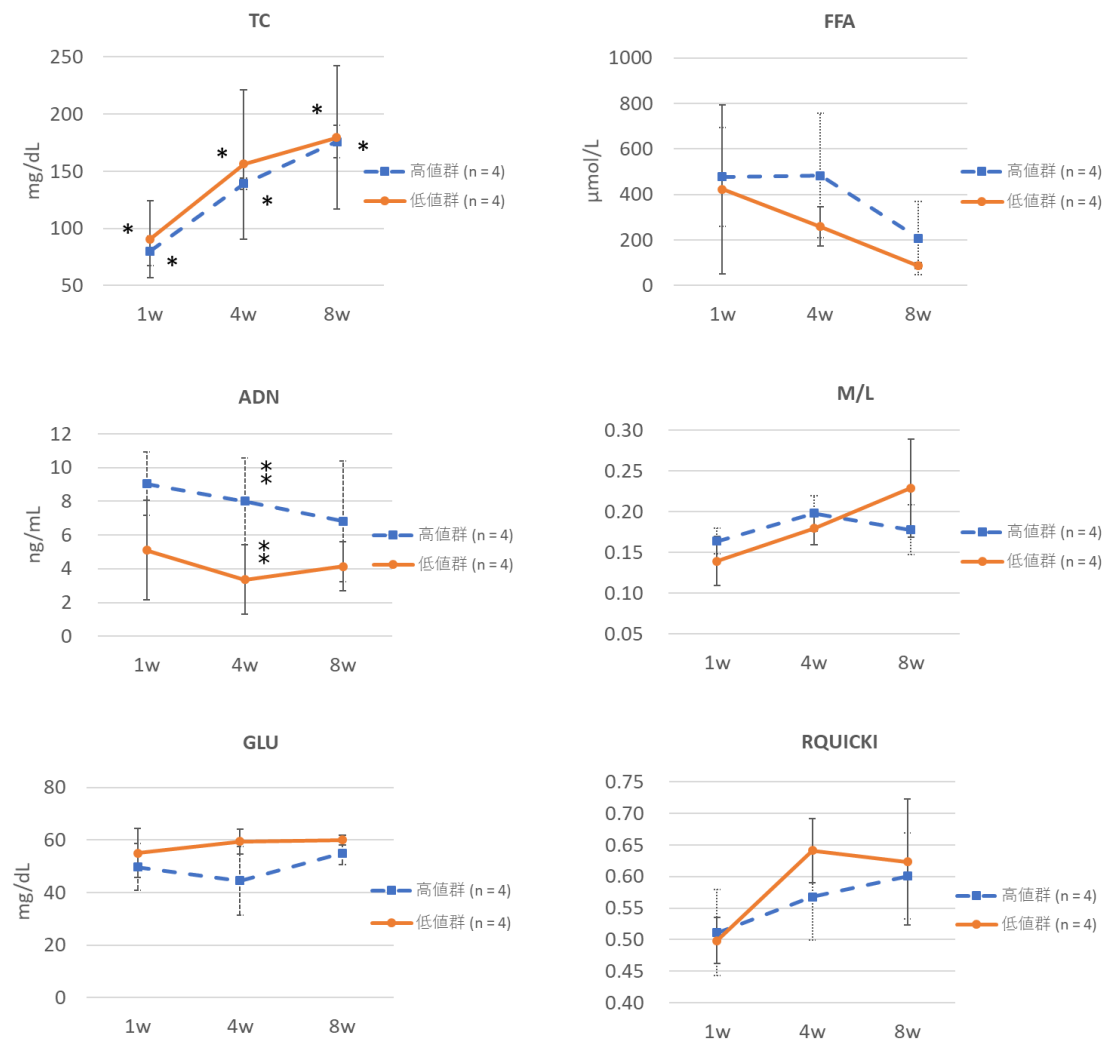 TC
250
200
150
100
50
mg/dL
*
*
*
*
*
*
1w 4w 8w
高値群 (n = 4)
低値群 (n = 4)
FFA
1000
800
600
400
200
0
μmol/L
1w 4w 8w
高値群 (n = 4)
低値群 (n = 4)
ADN
12
10
8
6
4
2
0
ng/mL
**
**
1w 4w 8w
高値群 (n = 4)
低値群 (n = 4)
M/L
0.30
0.25
0.20
0.15
0.10
0.05
1w 4w 8w
高値群 (n = 4)
低値群 (n = 4)
GLU
80
60
40
20
0
mg/dL
1w 4w 8w
高値群 (n = 4)
低値群 (n = 4)
RQUICKI
0.75
0.70
0.65
0.60
0.55
0.50
0.45
0.40
1w 4w 8w
高値群 (n = 4)
低値群 (n = 4)